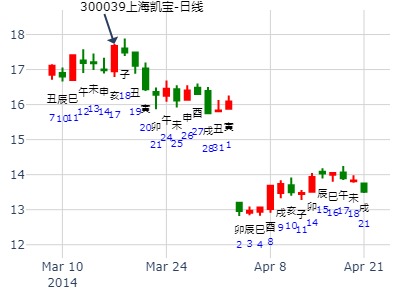 300039上海凯宝-日线
18
17
16
15
14
13
12
丑 辰 巳 午 未 申 亥 子 丑 寅 卯 午 未 申 酉 戌 丑 寅
7 10 11 12 13 14 17 18 19 20 21 24 25 26 27 28 31 1
卯 辰 巳 酉 戌 亥 子 卯 辰 巳 午 未 戌
2 3 4 8 9 10 11 14 15 16 17 18 21
Mar 10 Mar 24 Apr 8 Apr 21
2014